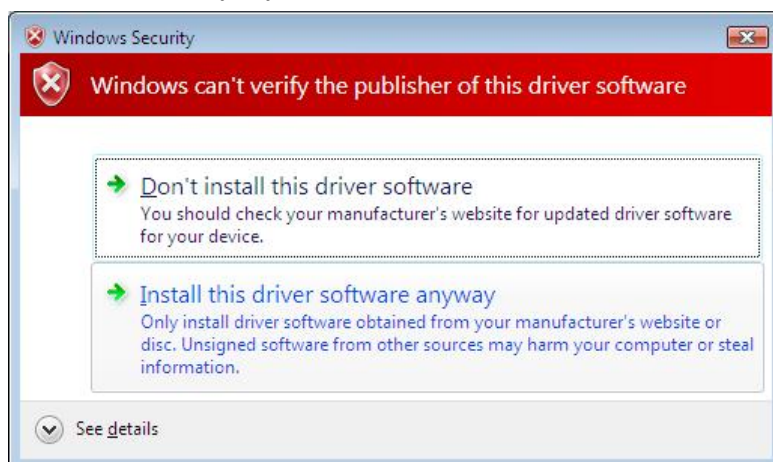 Windows Security
Windows can't verify the publisher of this driver software
Don't install this driver software
You should check your manufacturer's website for updated driver software
for your device.
Install this driver software anyway
Only install driver software obtained from your manufacturer's website or
disc. Unsigned software from other sources may harm your computer or steal
information.
See details